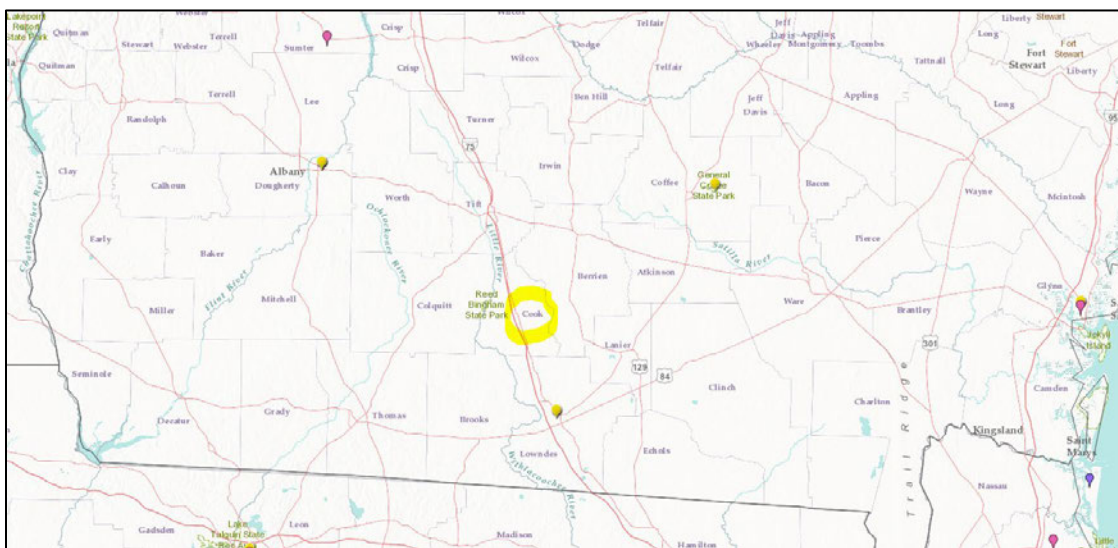 Lakepoint
Resort
State Park
Quitman
Webster
Stewart
Webster
Terrell
Sumter
Crisp
Wilcox
Dodge
Telfair
Wheeler
Jeff
Davis
Appling
Montgomery
Toombs
Liberty
Stewart
Long
Fort
Stewart
Fort
Stewart
Tattnall
Liberty
Quitman
Crisp
Wilcox
Telfair
Terrell
Lee
Ben Hill
Jeff
Davis
Appling
Long
Randolph
Turner
95
75
Clay
Albany
Irwin
Calhoun
Dougherty
Coffee
General
Coffee
State Park
Bacon
Wayne
Mcintosh
Worth
Tift
Chattahoochee River
Ochlockonee River
Little River
Early
Baker
Pierce
Satilla River
Flint River
Mitchell
Berrien
Atkinson
Glynn
Reed
Bingham
State Park
Colquitt
Cook
Ware
Brantley
Miller
Jekyll
Island
Lanier
301
129
84
Seminole
Clinch
Camden
Charlton
Grady
Thomas
Brooks
Decatur
Trail Ridge
Kingsland
Saint
Marys
Echols
Lowndes
Withlacoochee River
Nassau
Gadsden
Lake
Talquin State
Leon
Madison
Hamilton
Little